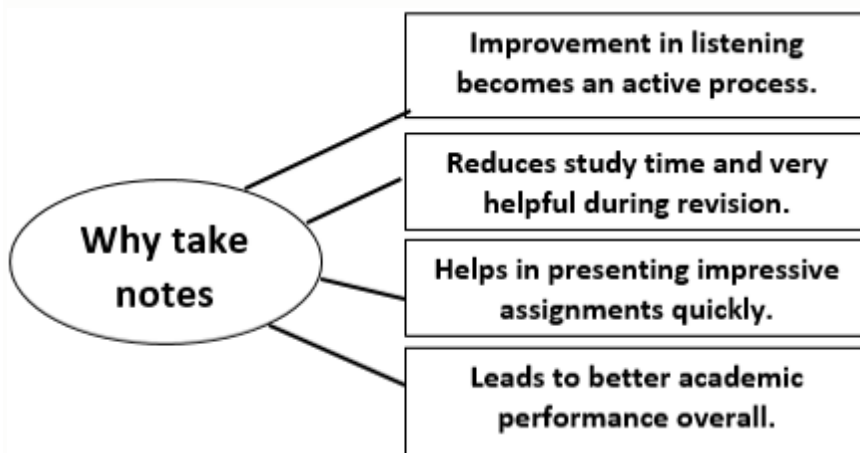 Improvement in listening
becomes an active process.
Reduces study time and very
helpful during revision.
Why take
notes
Helps in presenting impressive
assignments quickly.
Leads to better academic
performance overall.